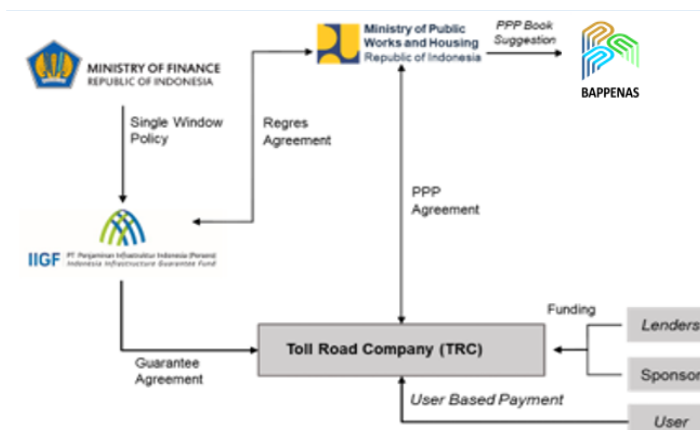 MINISTRY OF FINANCE
REPUBLIC OF INDONESIA
Ministry of Public
Works and Housing
Republic of Indonesia
PPP Book
Suggestion
BAPPENAS
Single Window
Policy
Regres
Agreement
PPP
Agreement
IIGF
PT Penjaminan Infrastruktur Indonesia (Persero)
Indonesia Infrastructure Guarantee Fund
Guarantee
Agreement
Toll Road Company (TRC)
Funding
Lenders
Sponsor
User Based Payment
User